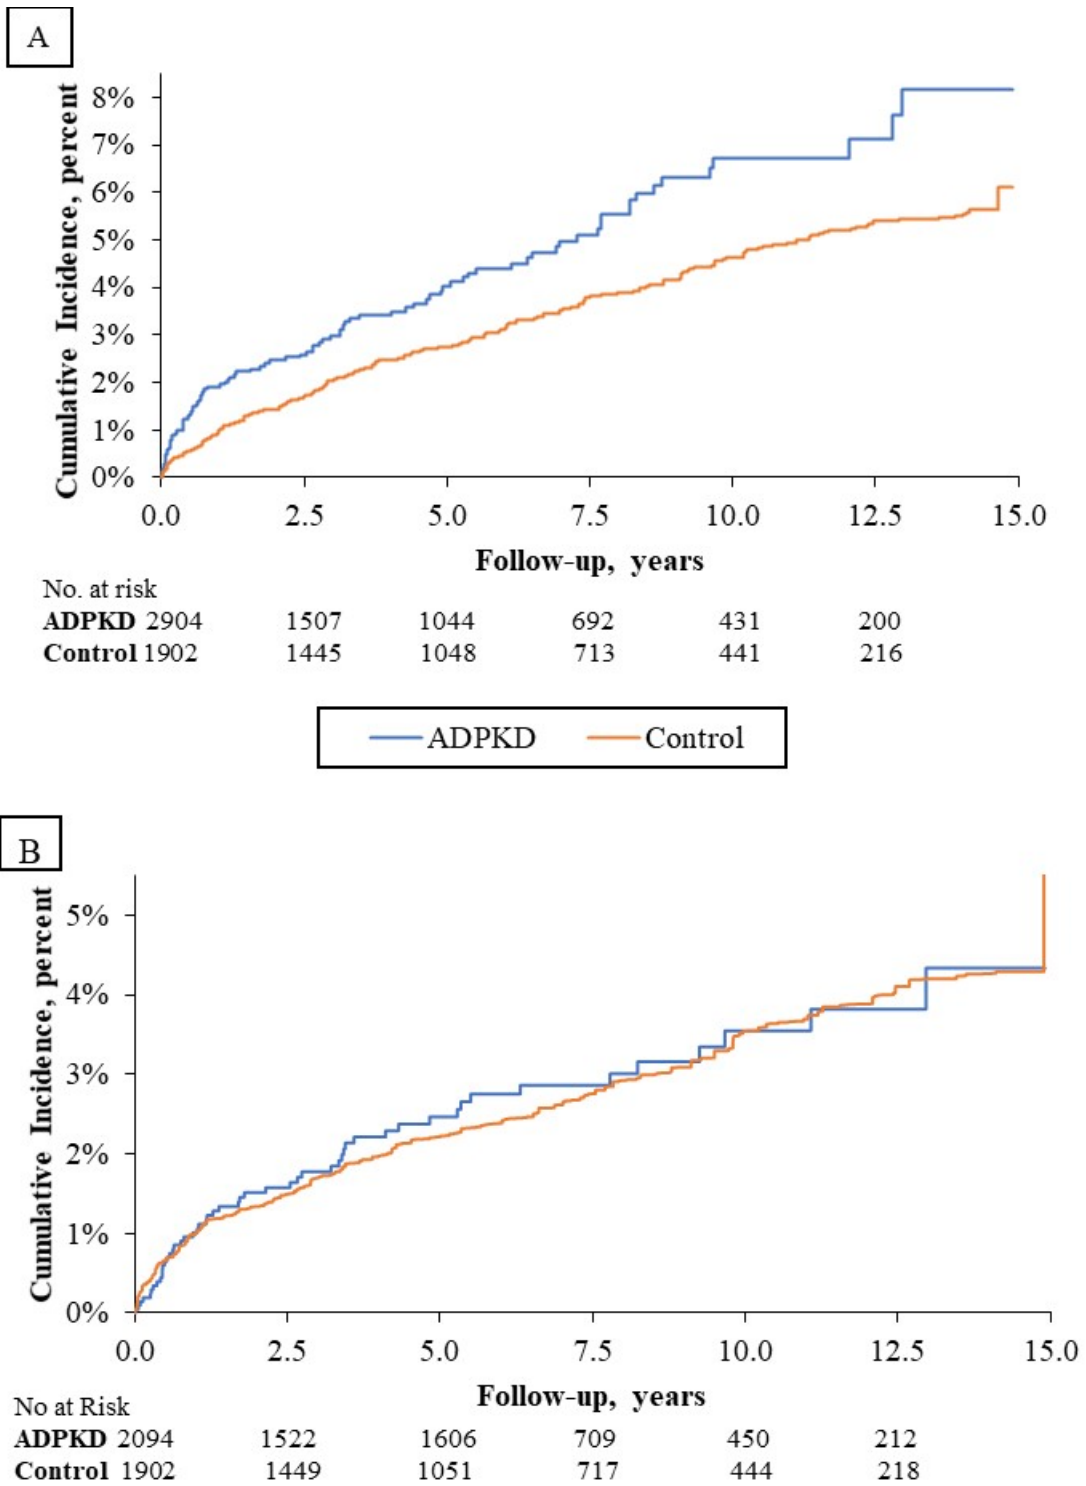 A
Cumulative Incidence, percent
8%
7%
6%
5%
4%
3%
2%
1%
0%
0.0 2.5 5.0 7.5 10.0 12.5 15.0
Follow-up, years
No. at risk
ADPKD 2904 1507 1044 692 431 200
Control 1902 1445 1048 713 441 216
ADPKD Control
B
Cumulative Incidence, percent
5%
4%
3%
2%
1%
0%
0.0 2.5 5.0 7.5 10.0 12.5 15.0
Follow-up, years
No at Risk
ADPKD 2094 1522 1606 709 450 212
Control 1902 1449 1051 717 444 218